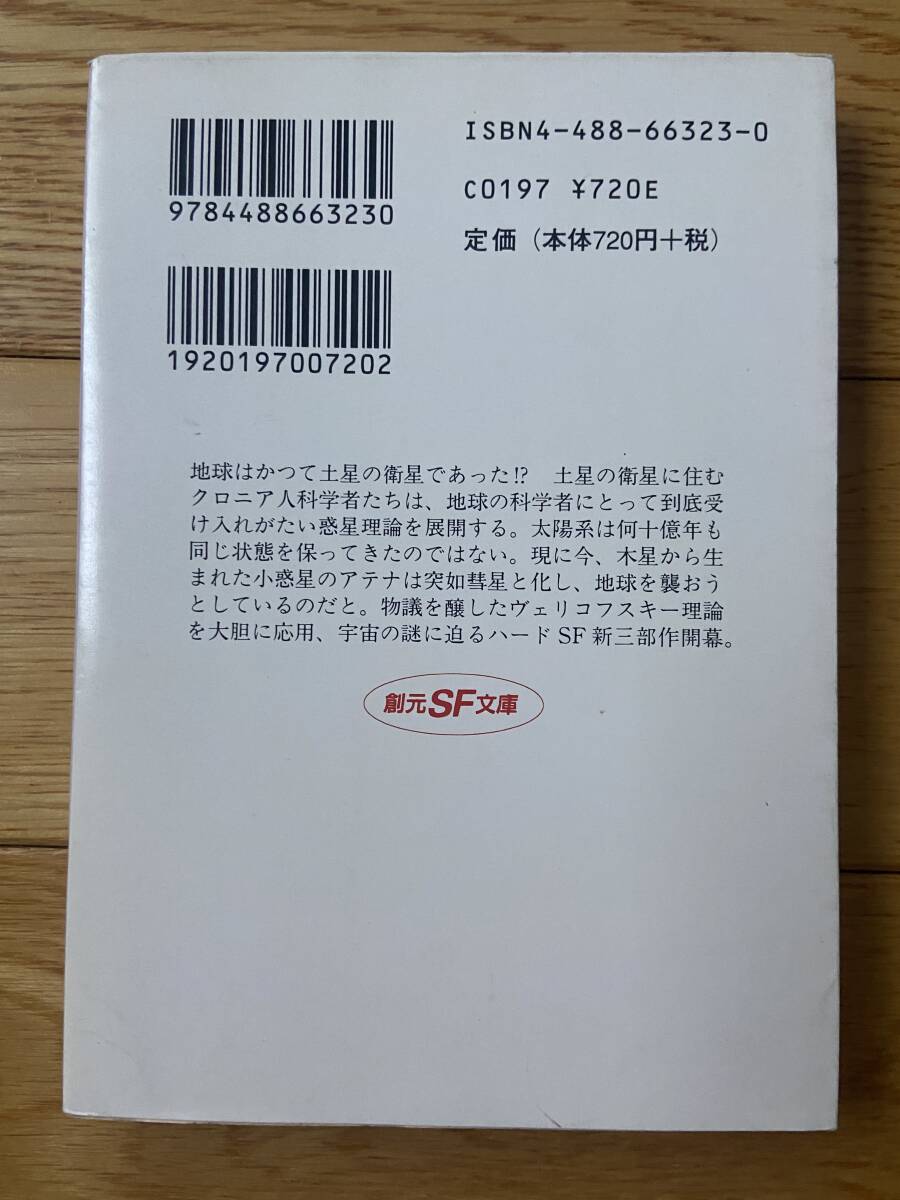 ISBN4-488-66323-0
C0197 ¥720E
定価（本体720円＋税）
9784488663230
1920197007202
地球はかつて土星の衛星であった!?　土星の衛星に住む
クロニア人科学者たちは、地球の科学者にとって到底受
け入れがたい惑星理論を展開する。太陽系は何十億年も
同じ状態を保ってきたのではない。現に今、木星から生
まれた小惑星のアテナは突如彗星と化し、地球を襲おう
としているのだと。物議を醸したヴェリコフスキー理論
を大胆に応用、宇宙の謎に迫るハードSF新三部作開幕。
創元SF文庫